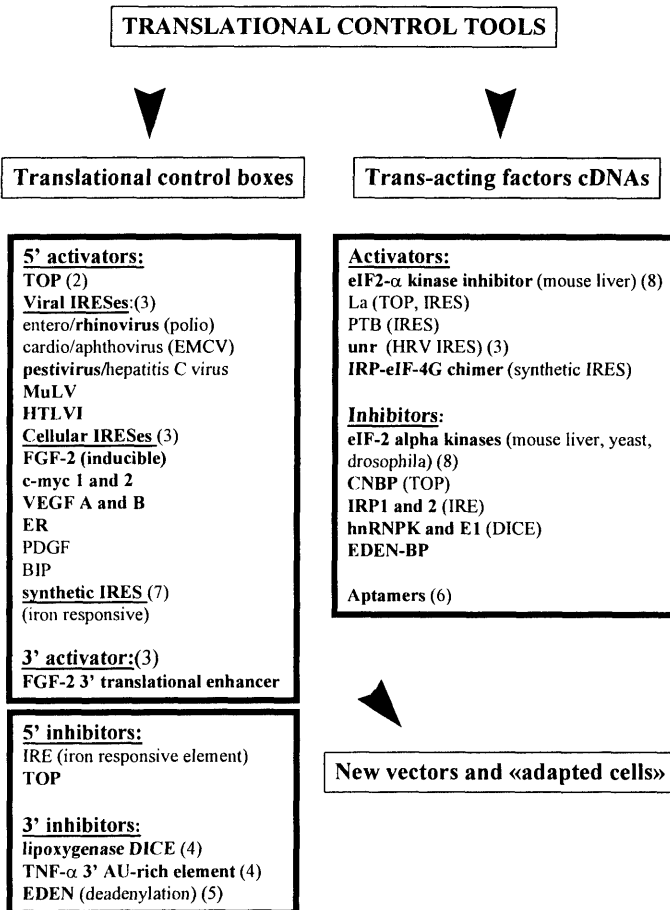 TRANSLATIONAL CONTROL TOOLS
Translational control boxes
5' activators:
TOP (2)
Viral IRESes:(3)
entero/rhinovirus (polio)
cardio/aphthovirus (EMCV)
pestivirus/hepatitis C virus
MuLV
HTLVI
Cellular IRESes (3)
FGF-2 (inducible)
c-myc 1 and 2
VEGF A and B
ER
PDGF
BIP
synthetic IRES (7)
(iron responsive)
3' activator:(3)
FGF-2 3' translational enhancer
5' inhibitors:
IRE (iron responsive element)
TOP
3' inhibitors:
lipoxygenase DICE (4)
TNF-α 3' AU-rich element (4)
EDEN (deadenylation) (5)
Trans-acting factors cDNAs
Activators:
eIF2-α kinase inhibitor (mouse liver) (8)
La (TOP, IRES)
PTB (IRES)
unr (HRV IRES) (3)
IRP-eIF-4G chimer (synthetic IRES)
Inhibitors:
eIF-2 alpha kinases (mouse liver, yeast,
drosophila) (8)
CNBP (TOP)
IRP1 and 2 (IRE)
hnRNPK and E1 (DICE)
EDEN-BP
Aptamers (6)
New vectors and «adapted cells»